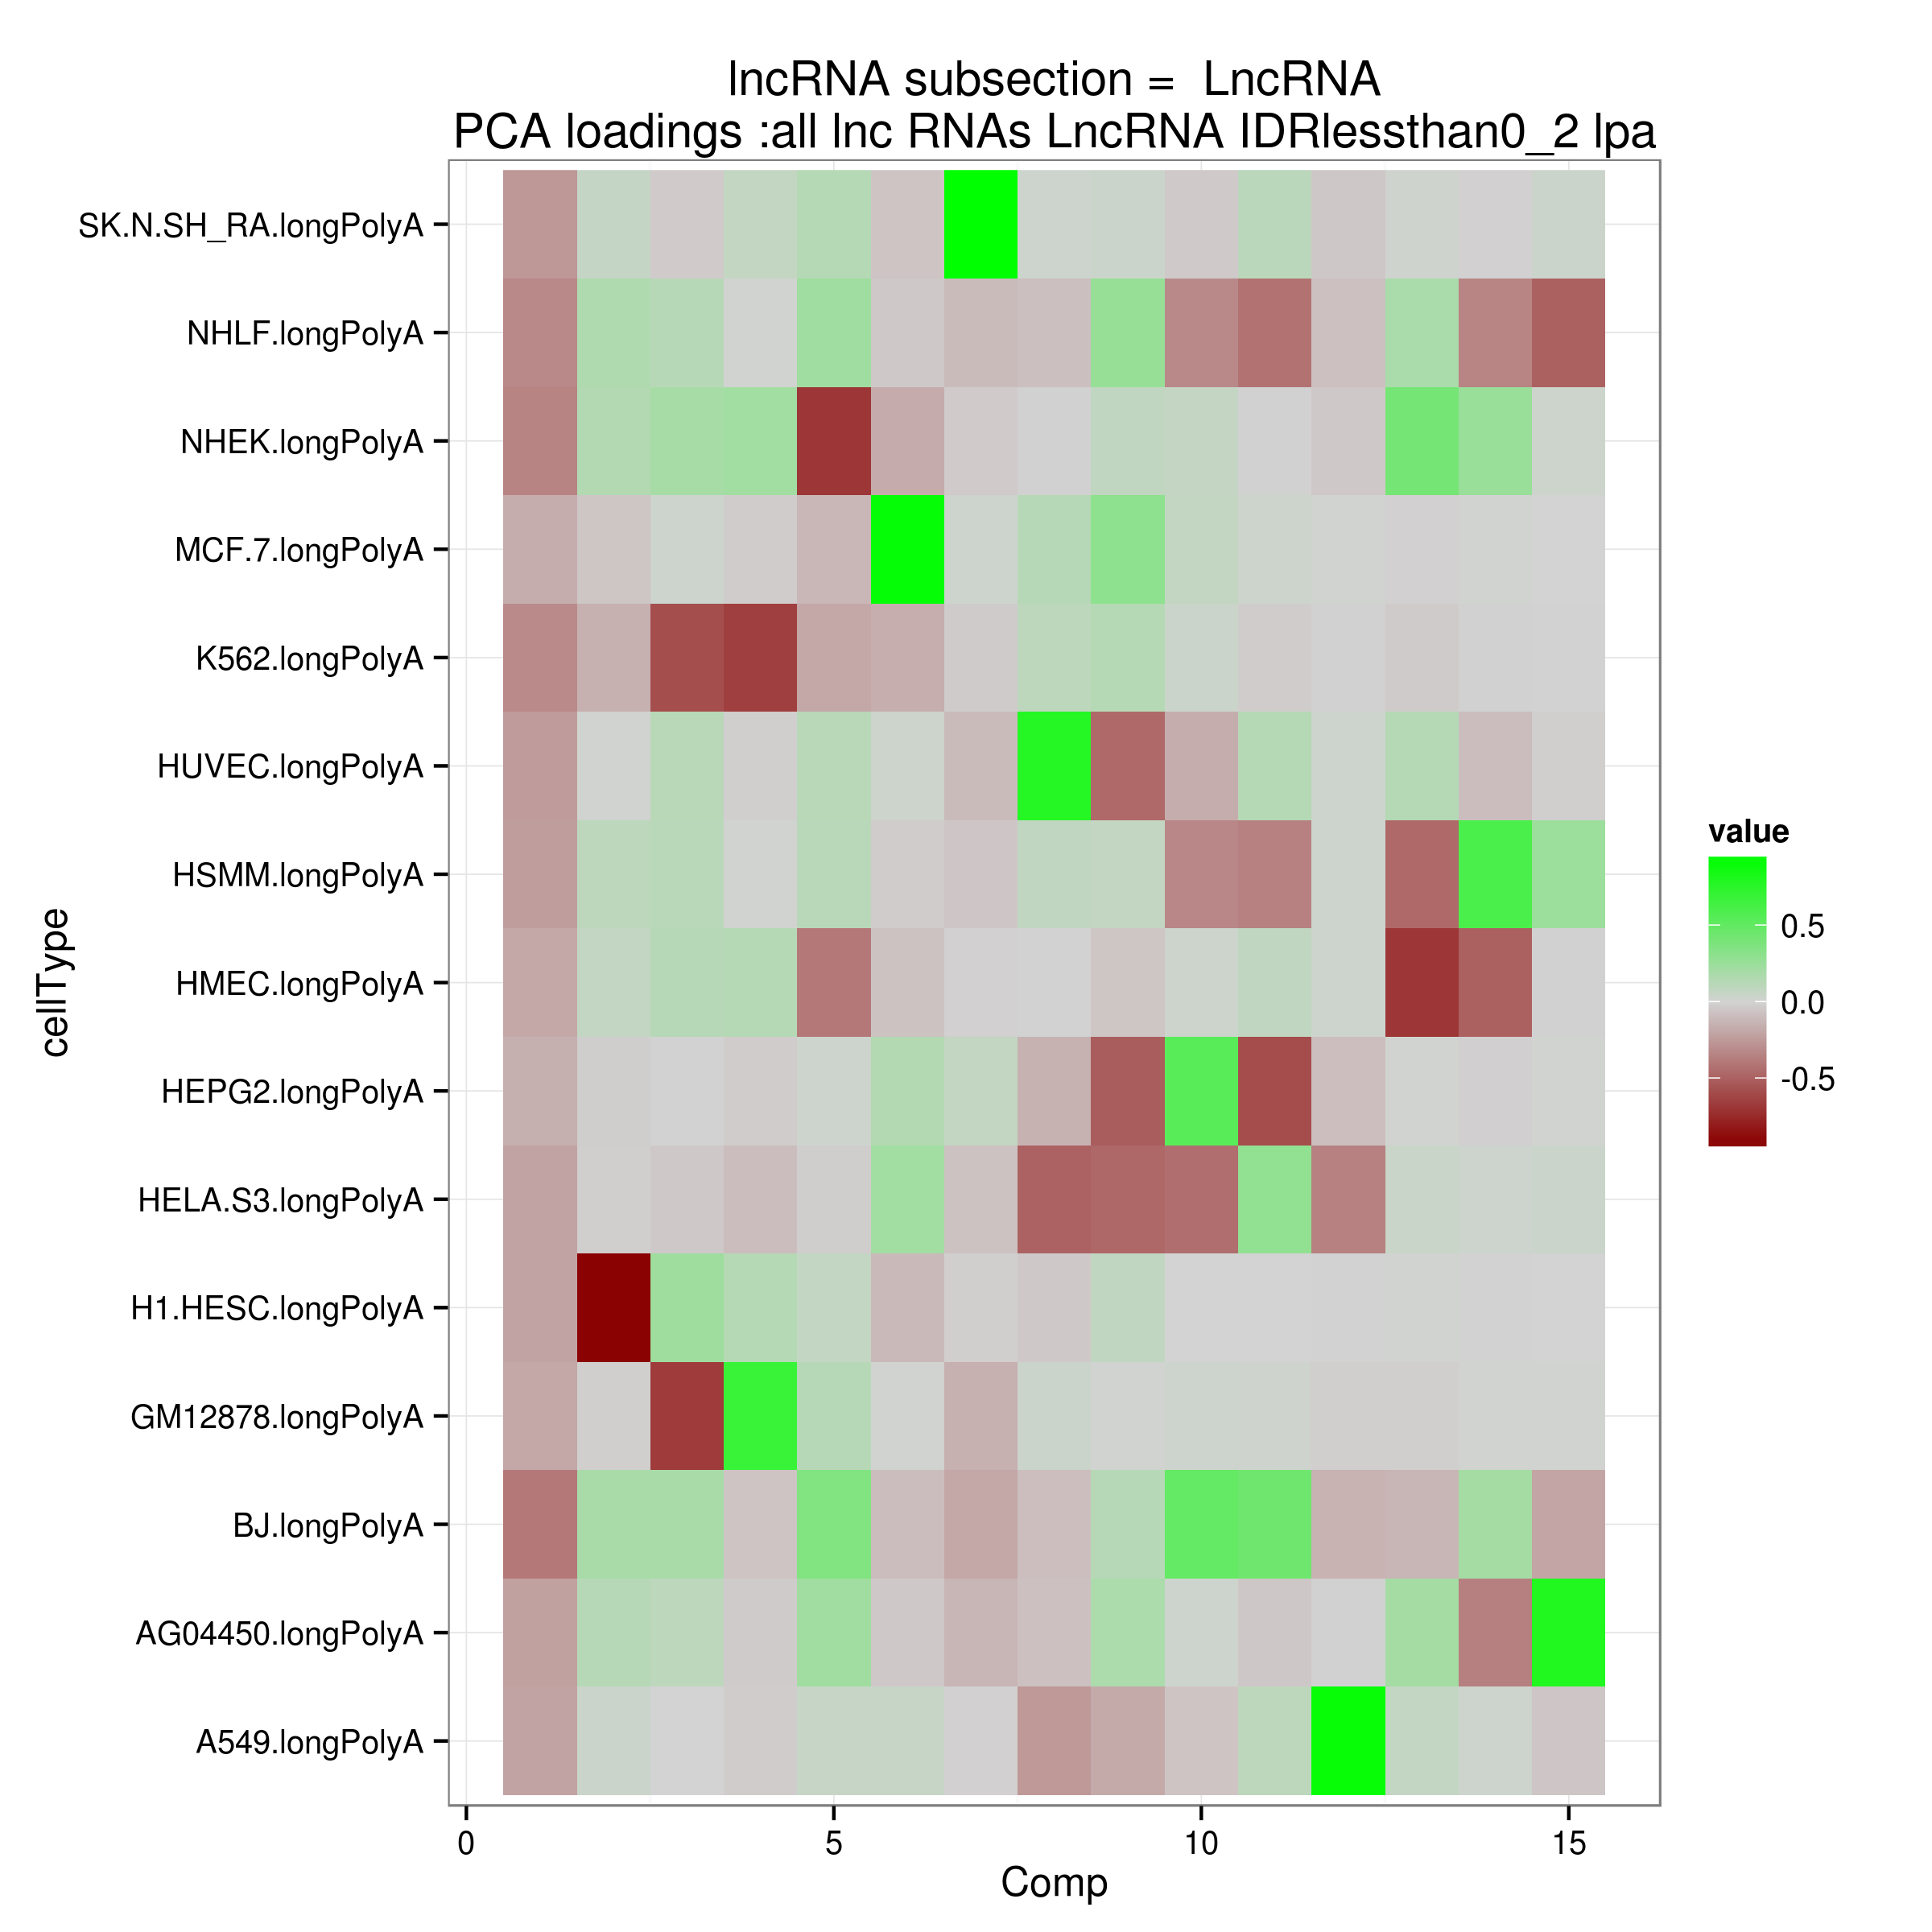 lncRNA subsection =  LncRNA
PCA loadings :all lnc RNAs LncRNA IDRlessthan0_2 lpa
SK.N.SH_RA.longPolyA
NHLF.longPolyA
NHEK.longPolyA
MCF.7.longPolyA
K562.longPolyA
HUVEC.longPolyA
HSMM.longPolyA
HMEC.longPolyA
HEPG2.longPolyA
HELA.S3.longPolyA
H1.HESC.longPolyA
GM12878.longPolyA
BJ.longPolyA
AG04450.longPolyA
A549.longPolyA
cellType
0 5 10 15
Comp
value
0.5
0.0
-0.5